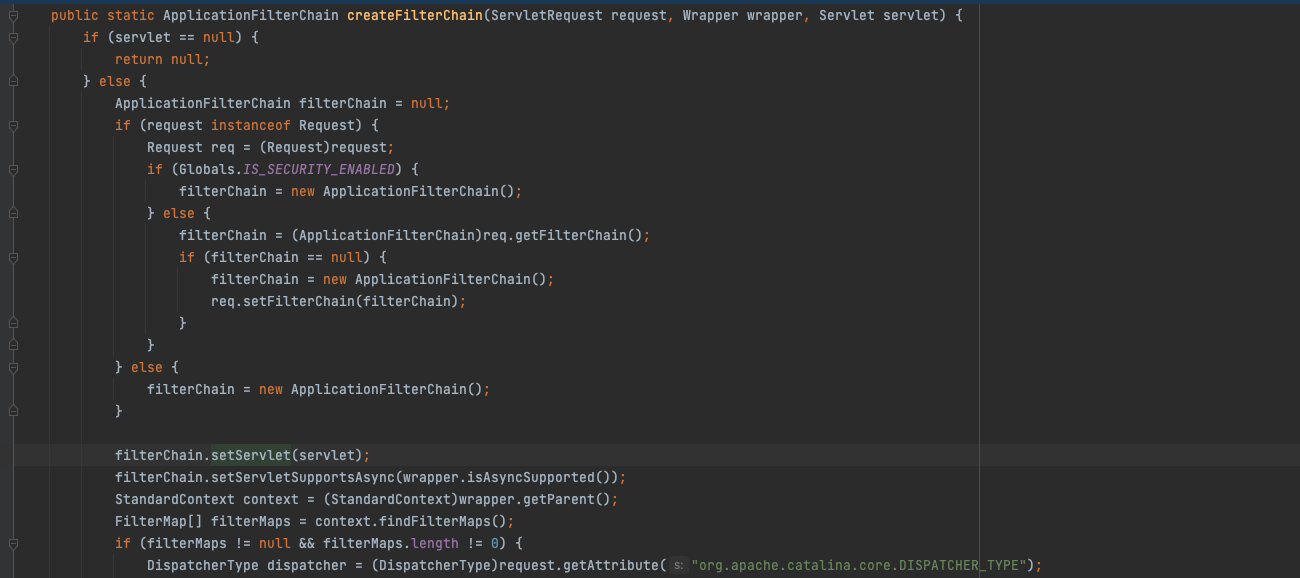 public static ApplicationFilterChain createFilterChain(ServletRequest request, Wrapper wrapper, Servlet servlet) {
if (servlet == null) {
return null;
} else {
ApplicationFilterChain filterChain = null;
if (request instanceof Request) {
Request req = (Request)request;
if (Globals.IS_SECURITY_ENABLED) {
filterChain = new ApplicationFilterChain();
} else {
filterChain = (ApplicationFilterChain)req.getFilterChain();
if (filterChain == null) {
filterChain = new ApplicationFilterChain();
req.setFilterChain(filterChain);
}
}
} else {
filterChain = new ApplicationFilterChain();
}
filterChain.setServlet(servlet);
filterChain.setServletSupportsAsync(wrapper.isAsyncSupported());
StandardContext context = (StandardContext)wrapper.getParent();
FilterMap[] filterMaps = context.findFilterMaps();
if (filterMaps != null && filterMaps.length != 0) {
DispatcherType dispatcher = (DispatcherType)request.getAttribute( s: "org.apache.catalina.core.DISPATCHER_TYPE");